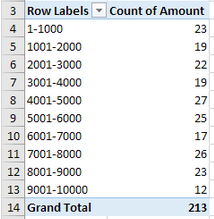 3 Row Labels Count of Amount
4 1-1000 23
5 1001-2000 19
6 2001-3000 22
7 3001-4000 19
8 4001-5000 27
9 5001-6000 25
10 6001-7000 17
11 7001-8000 26
12 8001-9000 23
13 9001-10000 12
14 Grand Total 213